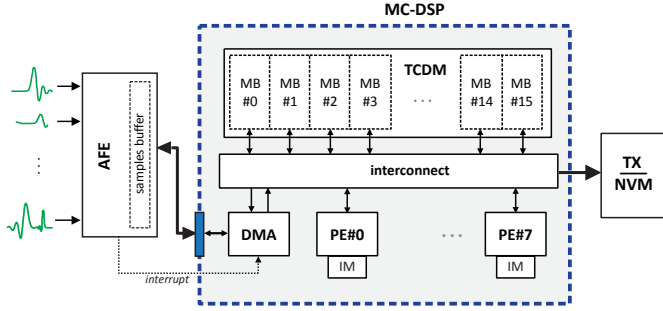 MC-DSP
TCDM
MB #0
MB #1
MB #2
MB #3
. . .
MB #14
MB #15
AFE
samples buffer
interconnect
TX
NVM
DMA
PE#0
IM
. . .
PE#7
IM
interrupt